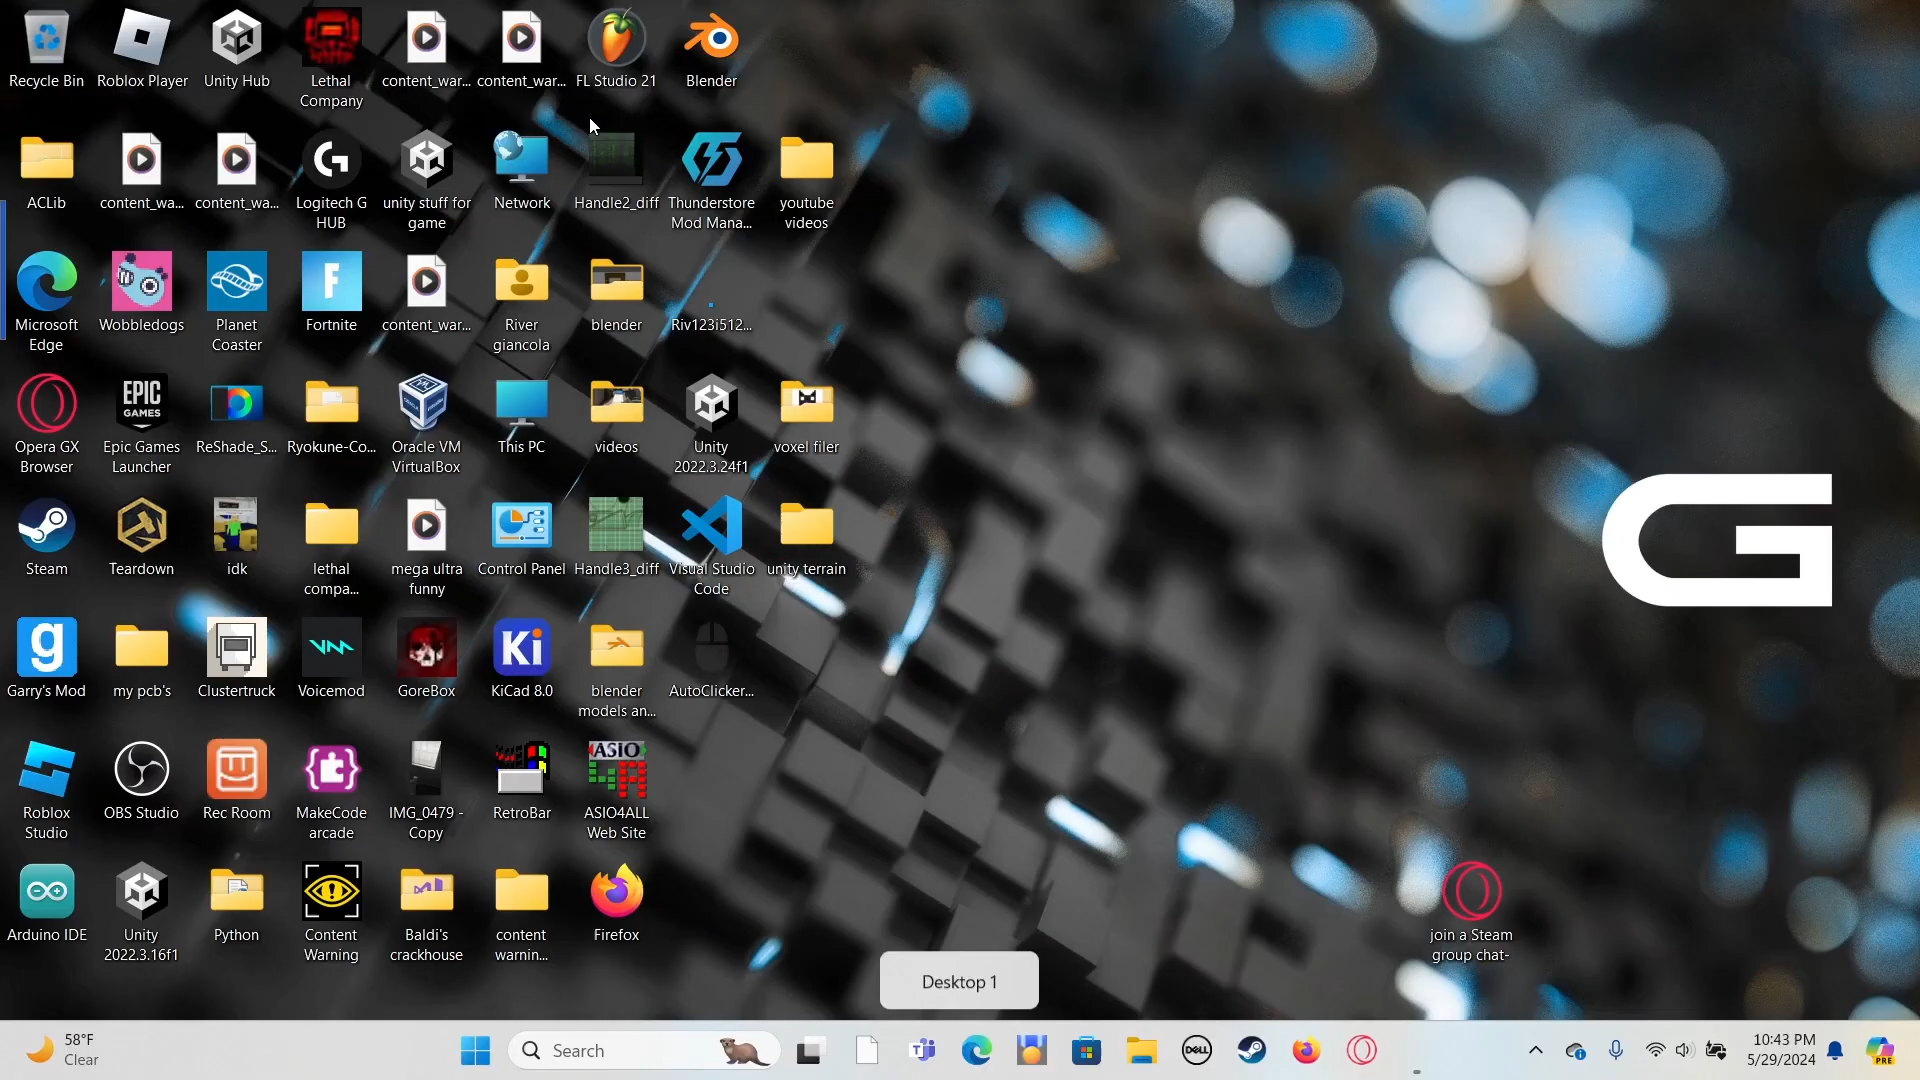 Recycle Bin
Roblox Player
Unity Hub
Lethal
Company
content_war...
content_war...
FL Studio 21
Blender
ACLib
content_wa...
content_wa...
Logitech G
HUB
unity stuff for
game
Network
Handle2_diff
Thunderstore
Mod Mana...
youtube
videos
Microsoft
Edge
Wobbledogs
Planet
Coaster
F
Fortnite
content_war...
River
giancola
blender
Riv123i512...
Opera GX
Browser
EPIC
GAMES
Epic Games
Launcher
ReShade_S...
Ryokune-Co...
Oracle VM
VirtualBox
This PC
videos
Unity
2022.3.24f1
voxel filer
Steam
Teardown
idk
lethal
compa...
mega ultra
funny
Control Panel
Handle3_diff
Visual Studio
Code
unity terrain
g
Garry's Mod
my pcb's
Clustertruck
Voicemod
GoreBox
Ki
KiCad 8.0
blender
models an...
AutoClicker...
Roblox
Studio
OBS Studio
Rec Room
MakeCode
arcade
IMG_0479 -
Copy
RetroBar
ASIO
4A
ASIO4ALL
Web Site
Arduino IDE
Unity
2022.3.16f1
Python
Content
Warning
Baldi's
crackhouse
content
warnin...
Firefox
join a Steam
group chat-
G
Desktop 1
58°F
Clear
Search
DELL
10:43 PM
5/29/2024
PRE